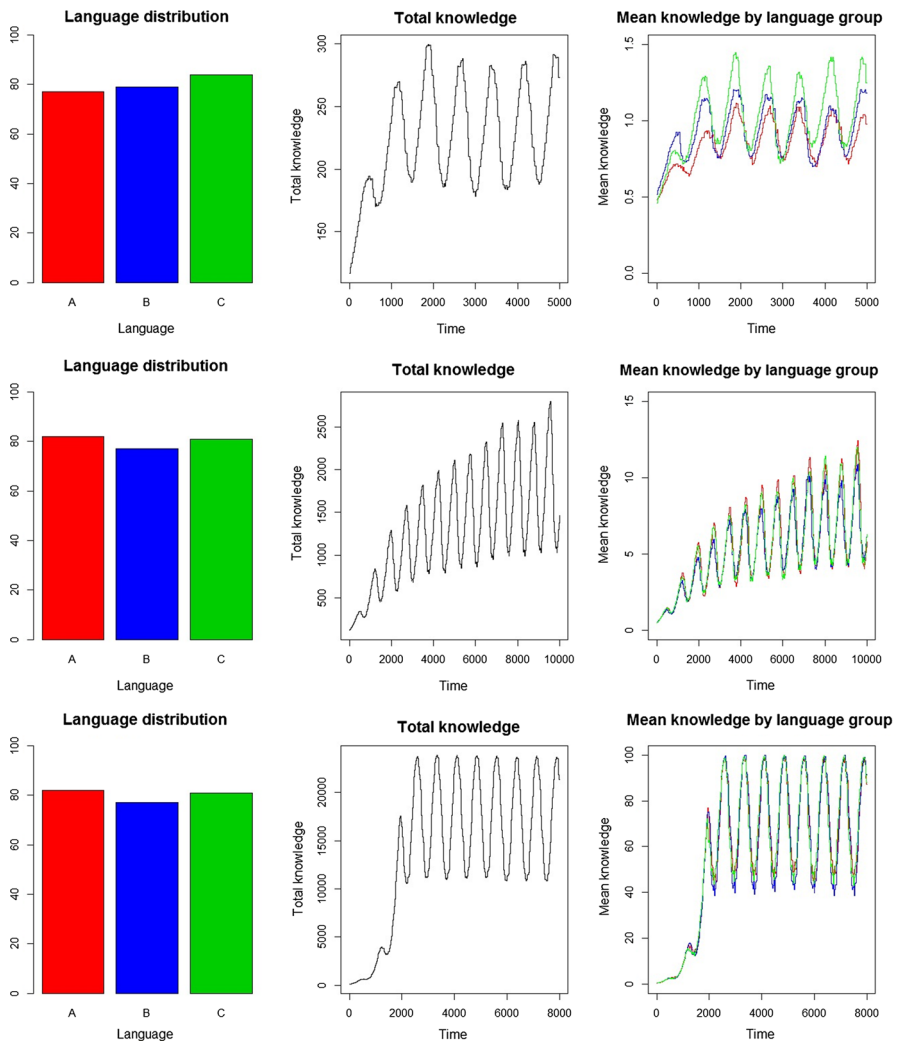 Language distribution
100
80
60
40
20
0
A B C
Language
Total knowledge
Total knowledge
300
250
200
150
0 1000 2000 3000 4000 5000
Time
Mean knowledge by language group
Mean knowledge
1.5
1.0
0.5
0.0
0 1000 2000 3000 4000 5000
Time
Language distribution
100
80
60
40
20
0
A B C
Language
Total knowledge
Total knowledge
2500
2000
1500
1000
500
0 2000 4000 6000 8000 10000
Time
Mean knowledge by language group
Mean knowledge
15
10
5
0
0 2000 4000 6000 8000 10000
Time
Language distribution
100
80
60
40
20
0
A B C
Language
Total knowledge
Total knowledge
20000
15000
10000
5000
0
0 2000 4000 6000 8000
Time
Mean knowledge by language group
Mean knowledge
100
80
60
40
20
0
0 2000 4000 6000 8000
Time